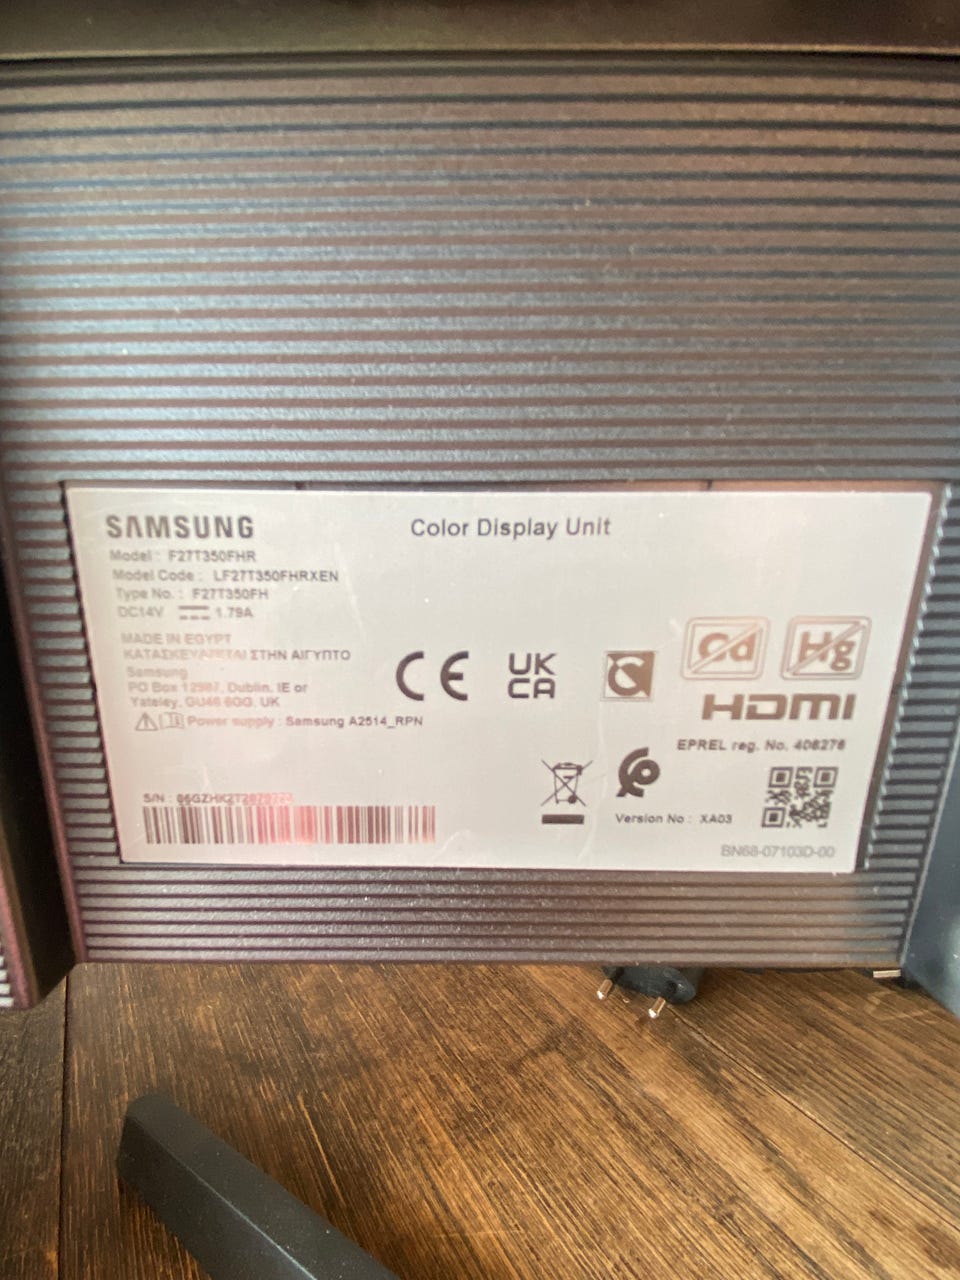 SAMSUNG
Color Display Unit
Model : F27T350FHR
Model Code : LF27T350FHRXEN
Type No. : F27T350FH
DC14V 1.79A
MADE IN EGYPT
ΚΑΤΑΣΚΕΥΑΖΕΤΑΙ ΣΤΗΝ ΑΙΓΥΠΤΟ
Samsung
PO Box 12987, Dublin. IE or
Yateley, GU46 6GG. UK
Power supply : Samsung A2514_RPN
CE
UK
CA
Cd
Hg
HDMI
EPREL reg. No. 408276
S/N :
Version No : XA03
BN68-07103D-00